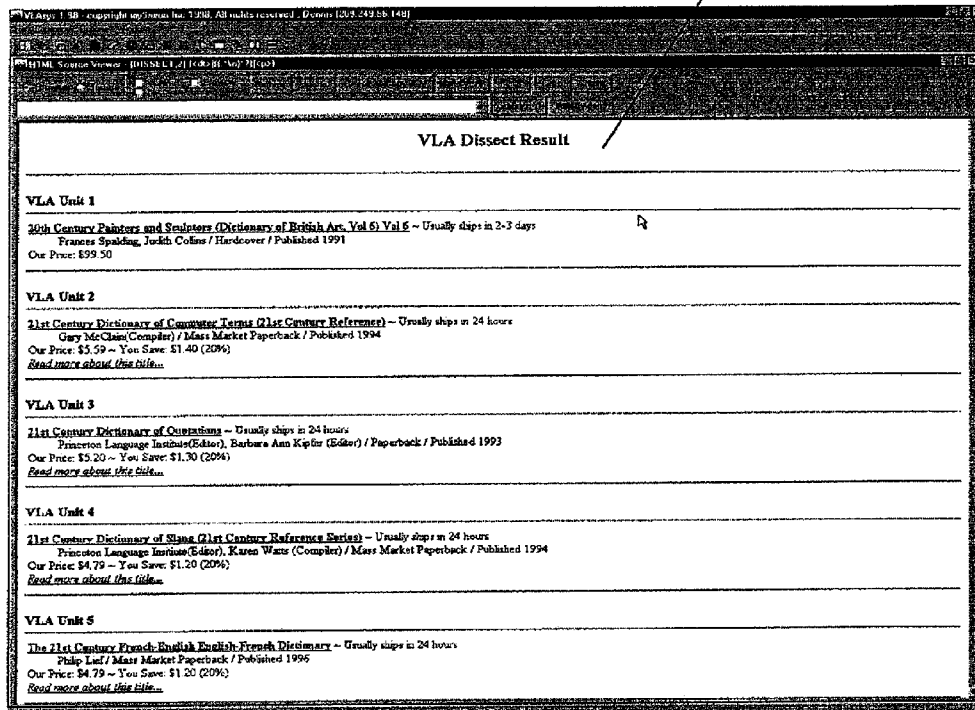 VLA Dissect Result
VLA Unit 1
20th Century Painters and Sculptors (Dictionary of British Art, Vol 6) Val 6 ~ Usually ships in 2-3 days
Frances Spalding, Judith Collins / Hardcover / Published 1991
Our Price: $99.50
VLA Unit 2
21st Century Dictionary of Computer Terms (21st Century Reference) ~ Usually ships in 24 hours
Gary McClain(Compiler) / Mass Market Paperback / Published 1994
Our Price: $5.59 ~ You Save: $1.40 (20%)
Read more about this title...
VLA Unit 3
21st Century Dictionary of Quotations ~ Usually ships in 24 hours
Princeton Language Institute(Editor), Barbara Ann Kipfer (Editor) / Paperback / Published 1993
Our Price: $5.20 ~ You Save: $1.30 (20%)
Read more about this title...
VLA Unit 4
21st Century Dictionary of Slang (21st Century Reference Series) ~ Usually ships in 24 hours
Princeton Language Institute(Editor), Karen Watts (Compiler) / Mass Market Paperback / Published 1994
Our Price: $4.79 ~ You Save: $1.20 (20%)
Read more about this title...
VLA Unit 5
The 21st Century French-English English-French Dictionary ~ Usually ships in 24 hours
Philip Lief / Mass Market Paperback / Published 1996
Our Price: $4.79 ~ You Save: $1.20 (20%)
Read more about this title...